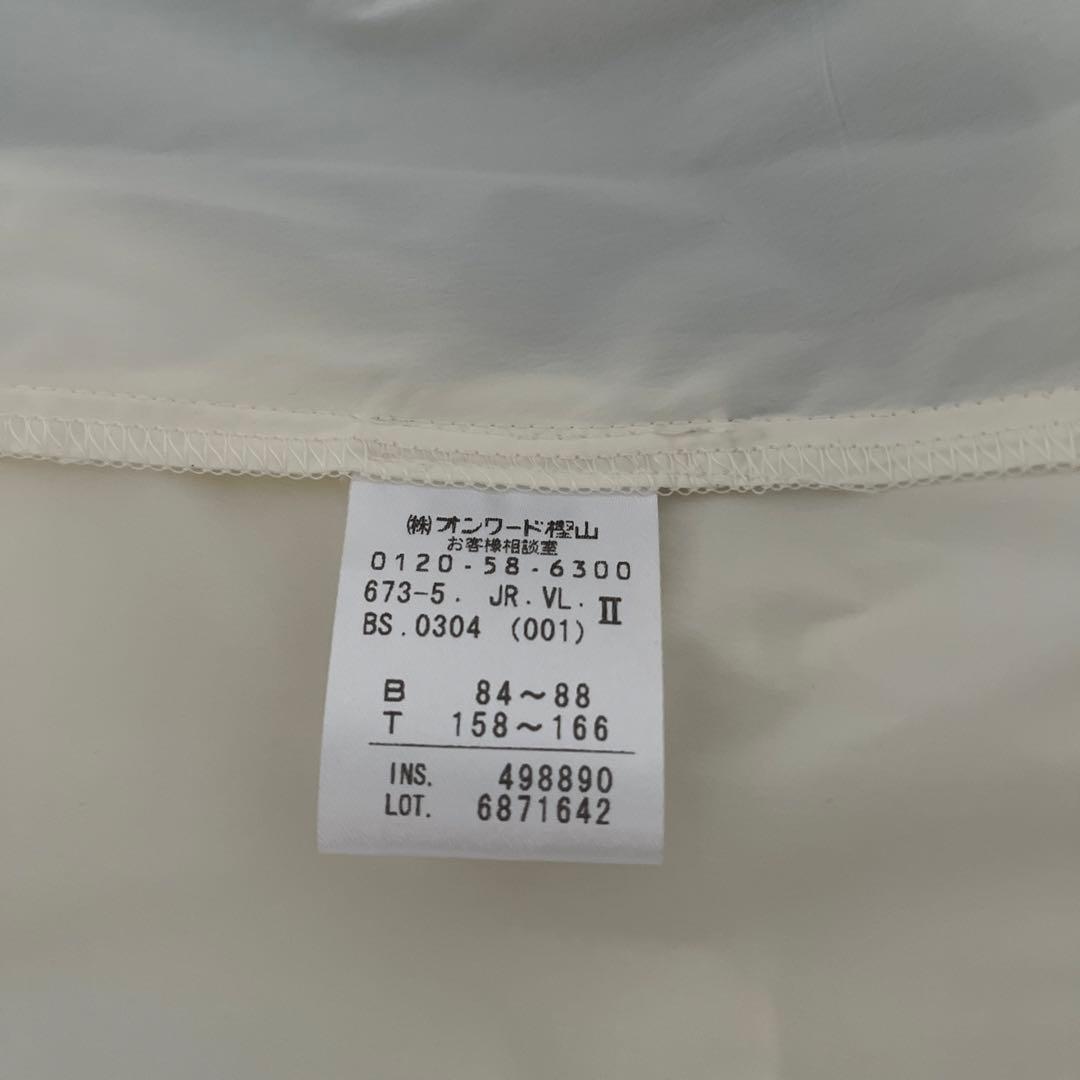 ㈱オンワード樫山
お客様相談室
0120-58-6300
673-5. JR.VL. Ⅱ
BS.0304 (001)
B 84～88
T 158～166
INS. 498890
LOT. 6871642